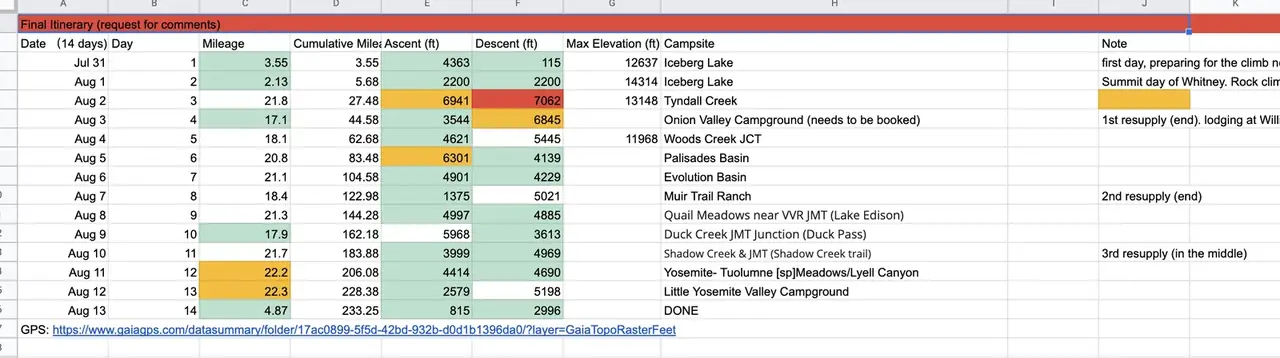 A B C D E F G H I J K
Final Itinerary (request for comments)
Date (14 days) Day Mileage Cumulative Milea Ascent (ft) Descent (ft) Max Elevation (ft) Campsite Note
Jul 31 1 3.55 3.55 4363 115 12637 Iceberg Lake first day, preparing for the climb
Aug 1 2 2.13 5.68 2200 2200 14314 Iceberg Lake Summit day of Whitney. Rock
Aug 2 3 21.8 27.48 6941 7062 13148 Tyndall Creek
Aug 3 4 17.1 44.58 3544 6845 Onion Valley Campground (needs to be booked) 1st resupply (end). lodging at
Aug 4 5 18.1 62.68 4621 5445 11968 Woods Creek JCT
Aug 5 6 20.8 83.48 6301 4139 Palisades Basin
Aug 6 7 21.1 104.58 4901 4229 Evolution Basin
Aug 7 8 18.4 122.98 1375 5021 Muir Trail Ranch 2nd resupply (end)
Aug 8 9 21.3 144.28 4997 4885 Quail Meadows near VVR JMT (Lake Edison)
Aug 9 10 17.9 162.18 5968 3613 Duck Creek JMT Junction (Duck Pass)
Aug 10 11 21.7 183.88 3999 4969 Shadow Creek & JMT (Shadow Creek trail) 3rd resupply (in the middle)
Aug 11 12 22.2 206.08 4414 4690 Yosemite- Tuolumne [sp]Meadows/Lyell Canyon
Aug 12 13 22.3 228.38 2579 5198 Little Yosemite Valley Campground
Aug 13 14 4.87 233.25 815 2996 DONE
GPS: https://www.gaiagps.com/datasummary/folder/17ac0899-5f5d-42bd-932b-d0d1b1396da0/?layer=GaiaTopoRasterFeet